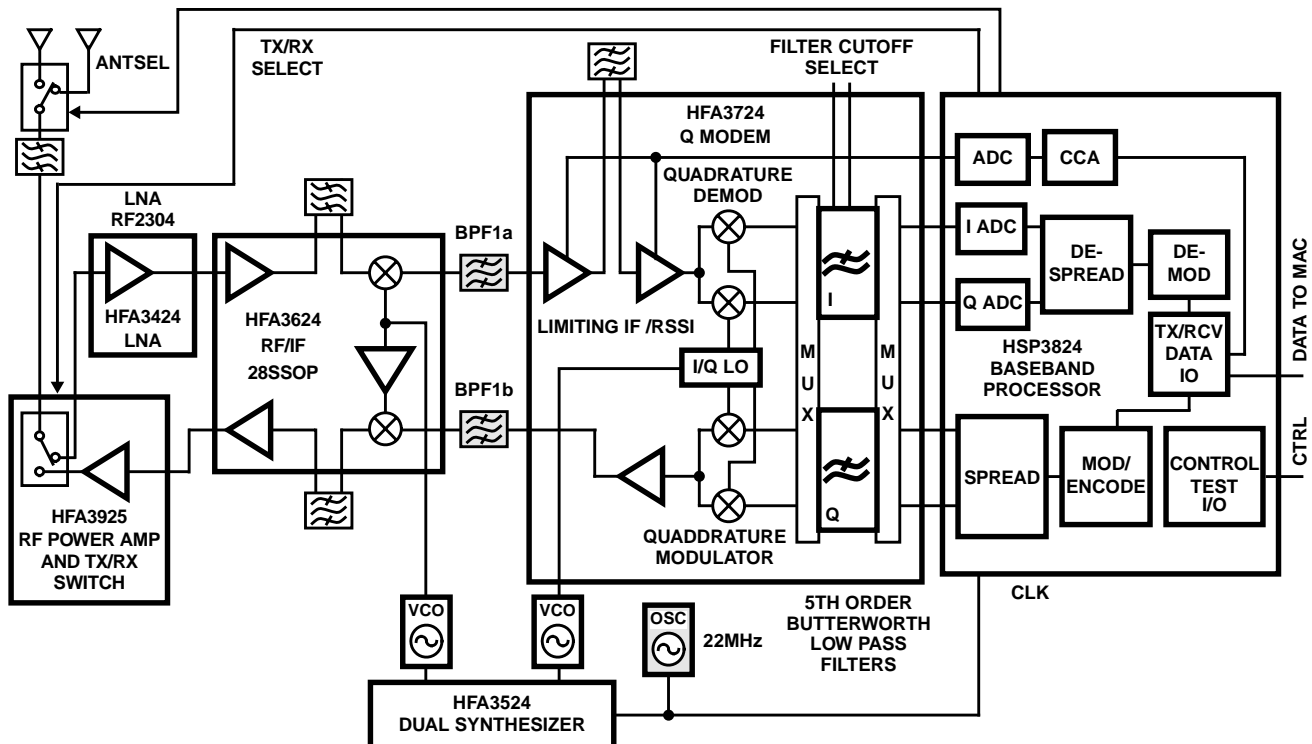 ANTSEL
TX/RX
SELECT
FILTER CUTOFF
SELECT
HFA3724
Q MODEM
ADC
CCA
LNA
RF2304
QUADRATURE
DEMOD
BPF1a
I ADC
DE-
SPREAD
DE-
MOD
DATA TO MAC
HFA3424
LNA
HFA3624
RF/IF
28SSOP
LIMITING IF /RSSI
I
Q ADC
HSP3824
BASEBAND
PROCESSOR
TX/RCV
DATA
IO
I/Q LO
M
U
X
M
U
X
BPF1b
CTRL
SPREAD
MOD/
ENCODE
CONTROL
TEST
I/O
Q
HFA3925
RF POWER AMP
AND TX/RX
SWITCH
QUADDRATURE
MODULATOR
CLK
VCO
VCO
OSC
22MHz
5TH ORDER
BUTTERWORTH
LOW PASS
FILTERS
HFA3524
DUAL SYNTHESIZER